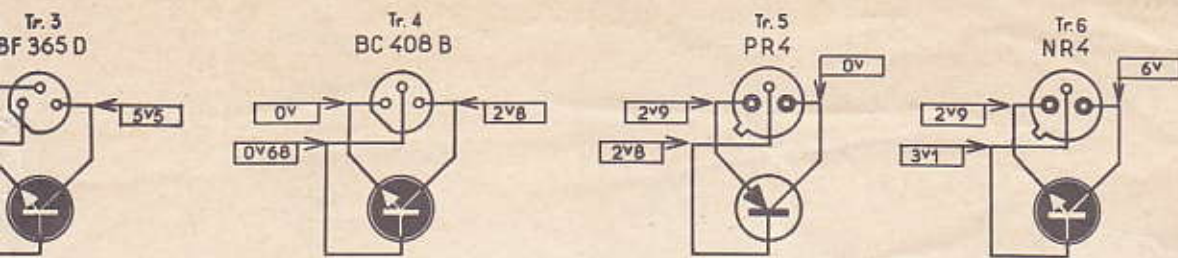 Tr. 3
BF 365 D
5V5
Tr. 4
BC 408 B
0V
2V8
0V68
Tr. 5
PR4
0V
2V9
2V8
Tr.6
NR4
6V
2V9
3V1